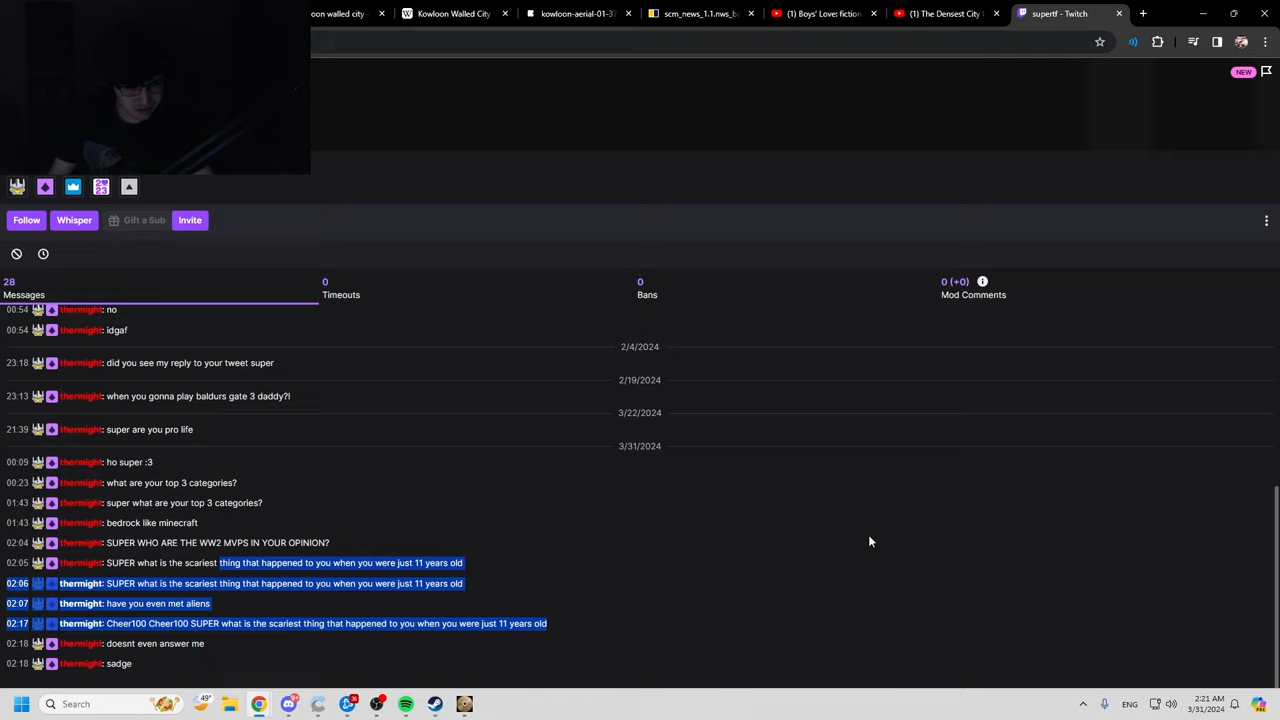 loon walled city -
Kowloon Walled City
kowloon-aerial-01-37
scm_news_1.1.nws_b
(1) Boys' Love: fiction
(1) The Densest City
supertf - Twitch
NEW
2 23
Follow
Whisper
Gift a Sub
Invite
28
Messages
0
Timeouts
0
Bans
0 (+0)
Mod Comments
00:54 thermight: no
00:54 thermight: idgaf
2/4/2024
23:18 thermight: did you see my reply to your tweet super
2/19/2024
23:13 thermight: when you gonna play baldurs gate 3 daddy?!
3/22/2024
21:39 thermight: super are you pro life
3/31/2024
00:09 thermight: ho super :3
00:23 thermight: what are your top 3 categories?
01:43 thermight: super what are your top 3 categories?
01:43 thermight: bedrock like minecraft
02:04 thermight: SUPER WHO ARE THE WW2 MVPS IN YOUR OPINION?
02:05 thermight: SUPER what is the scariest thing that happened to you when you were just 11 years old
02:06 thermight: SUPER what is the scariest thing that happened to you when you were just 11 years old
02:07 thermight: have you even met aliens
02:17 thermight: Cheer100 Cheer100 SUPER what is the scariest thing that happened to you when you were just 11 years old
02:18 thermight: doesnt even answer me
02:18 thermight: sadge
Search
49°
36
ENG
2:21 AM
3/31/2024